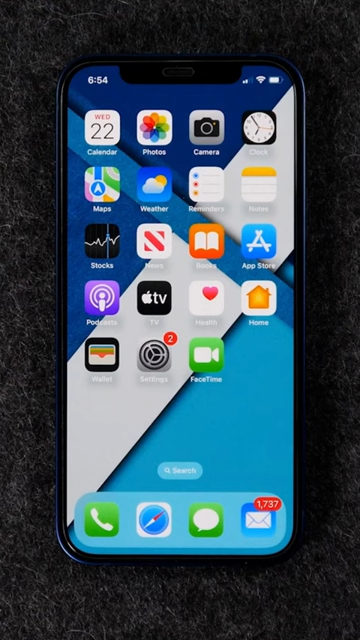 6:54
WED
22
Calendar
Photos
Camera
Clock
Maps
Weather
Reminders
Notes
Stocks
News
Books
App Store
Podcasts
tv
TV
Health
Home
2
Wallet
Settings
FaceTime
Search
1,737